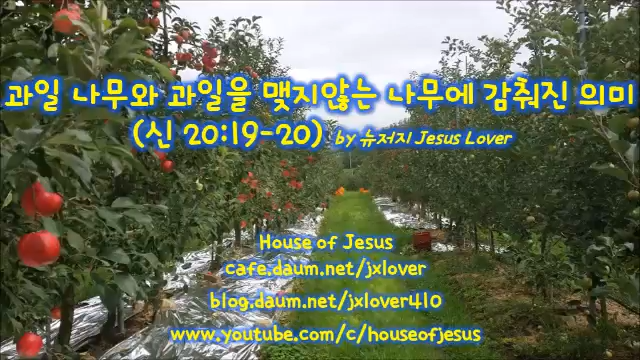 과일 나무와 과일을 맺지않는 나무에 감춰진 의미
(신 20:19-20) by 뉴저지 Jesus Lover
House of Jesus
cafe.daum.net/jxlover
blog.daum.net/jxlover410
www.youtube.com/c/houseofjesus